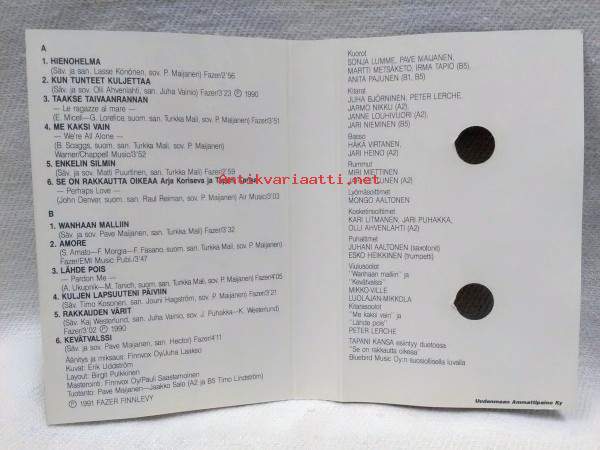 A
1. HIENOHELMA
(Säv. ja san. Lasse Könönen, sov. P. Maijanen) Fazer/2'56
2. KUN TUNTEET KULJETTAA
(Säv. ja sov. Oli Ahvenlahti, san. Juha Vainio) Fazer/3'23 ℗ 1990
3. TAAKSE TAIVAANRANNAN
— Le ragazze al mare —
(E. Miceli—G. Lorefice, suom. san. Turkka Mali) Fazer/3'51
4. ME KAKSI VAIN
— We're All Alone —
(B. Scaggs, suom. san. Turkka Mali, sov. P. Maijanen)
Warner/Chappell Music/3'52
5. ENKELIN SILMIN
(Säv. ja sov. Matti Puurtinen, san. Turkka Mali) Fazer/2'59
6. SE ON RAKKAUTTA OIKEAA Arja Koriseva ja Tapani Kansa
— Perhaps Love —
(John Denver, suom. san. Raul Reiman, sov. P. Maijanen) Air Music/3'03
B
1. WANHAAN MALLIIN
(Säv. ja sov. Pave Maijanen, san. Turkka Mali) Fazer/3'32
2. AMORE
(S. Amato—F. Morgia—F. Fasano, suom. san. Turkka Mali, sov. P. Maijanen)
Fazer/EMI Music Publ./3'47
3. LÄHDE POIS
— Pardon Me —
(A. Ukupnik—M. Tanich, suom. san. Turkka Mali, sov. P. Maijanen) Fazer/4'05
4. KULJEN LAPSUUTENI PÄIVIIN
(Säv. Timo Kosonen, san. Jouni Hagström, sov. P. Maijanen) Fazer/3'21
5. RAKKAUDEN VÄRIT
(Säv. Kaj Westerlund, san. Juha Vainio, sov. J. Puhakka—K. Westerlund)
Fazer/3'02 ℗ 1990
6. KEVÄTVALSSI
(Säv. ja sov. Pave Maijanen, san. Hector) Fazer/4'11
Äänitys ja miksaus: Finnvox Oy/Juha Laakso
Kuvat: Erik Uddström
Layout: Birgit Pulkkinen
Masterointi: Finnvox Oy/Pauli Saastamoinen
Tuotanto: Pave Maijanen—Jaakko Salo (A2 ja B5 Timo Lindström)
℗ 1991 FAZER FINNLEVY
Kuorot
SONJA LUMME, PAVE MAIJANEN,
MARTTI METSÄKETO, IRMA TAPIO (B5),
ANITA PAJUNEN (B1, B5)
Kitarat
JUHA BJÖRNINEN, PETER LERCHE,
JARMO NIKKU (A2),
JANNE LOUHIVUORI (A2),
JARI NIEMINEN (B5)
Basso
HÄKÄ VIRTANEN,
JARI HEINO (A2)
Rummut
MIRI MIETTINEN
(A2)
Lyömäsoittimet
MONGO AALTONEN
Kosketinsoittimet
KARI LITMANEN, JARI PUHAKKA,
OLLI AHVENLAHTI (A2)
Puhaltimet
JUHANI AALTONEN (saxofonit)
ESKO HEIKKINEN (trumpetti)
Viulusoolot
"Wanhaan malliin" ja
"Kevätvalssi"
MIKKO-VILLE
LUOLAJAN-MIKKOLA
Kitarasoolot
"Me kaksi vain" ja
"Lähde pois"
PETER LERCHE
TAPANI KANSA esiintyy duetossa
"Se on rakkautta oikeaa"
Bluebird Music Oy:n suosiollisella luvalla
Uudenmaan Ammattipaino Ky
antikvariaatti.net